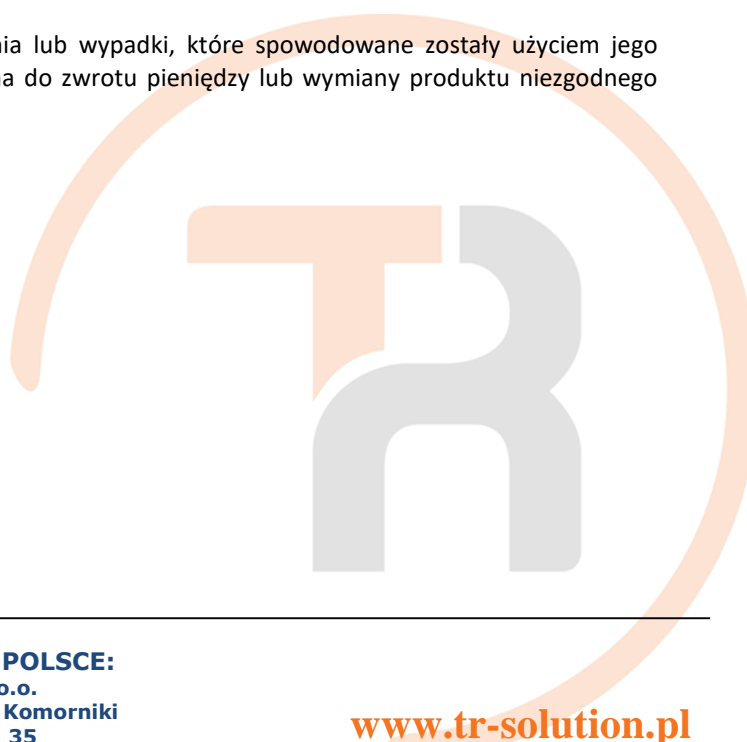 nia lub wypadki, które spowodowane zostały użyciem jego
na do zwrotu pieniędzy lub wymiany produktu niezgodnego
TR
POLSCE:
o.o.
Komorniki
35
www.tr-solution.pl